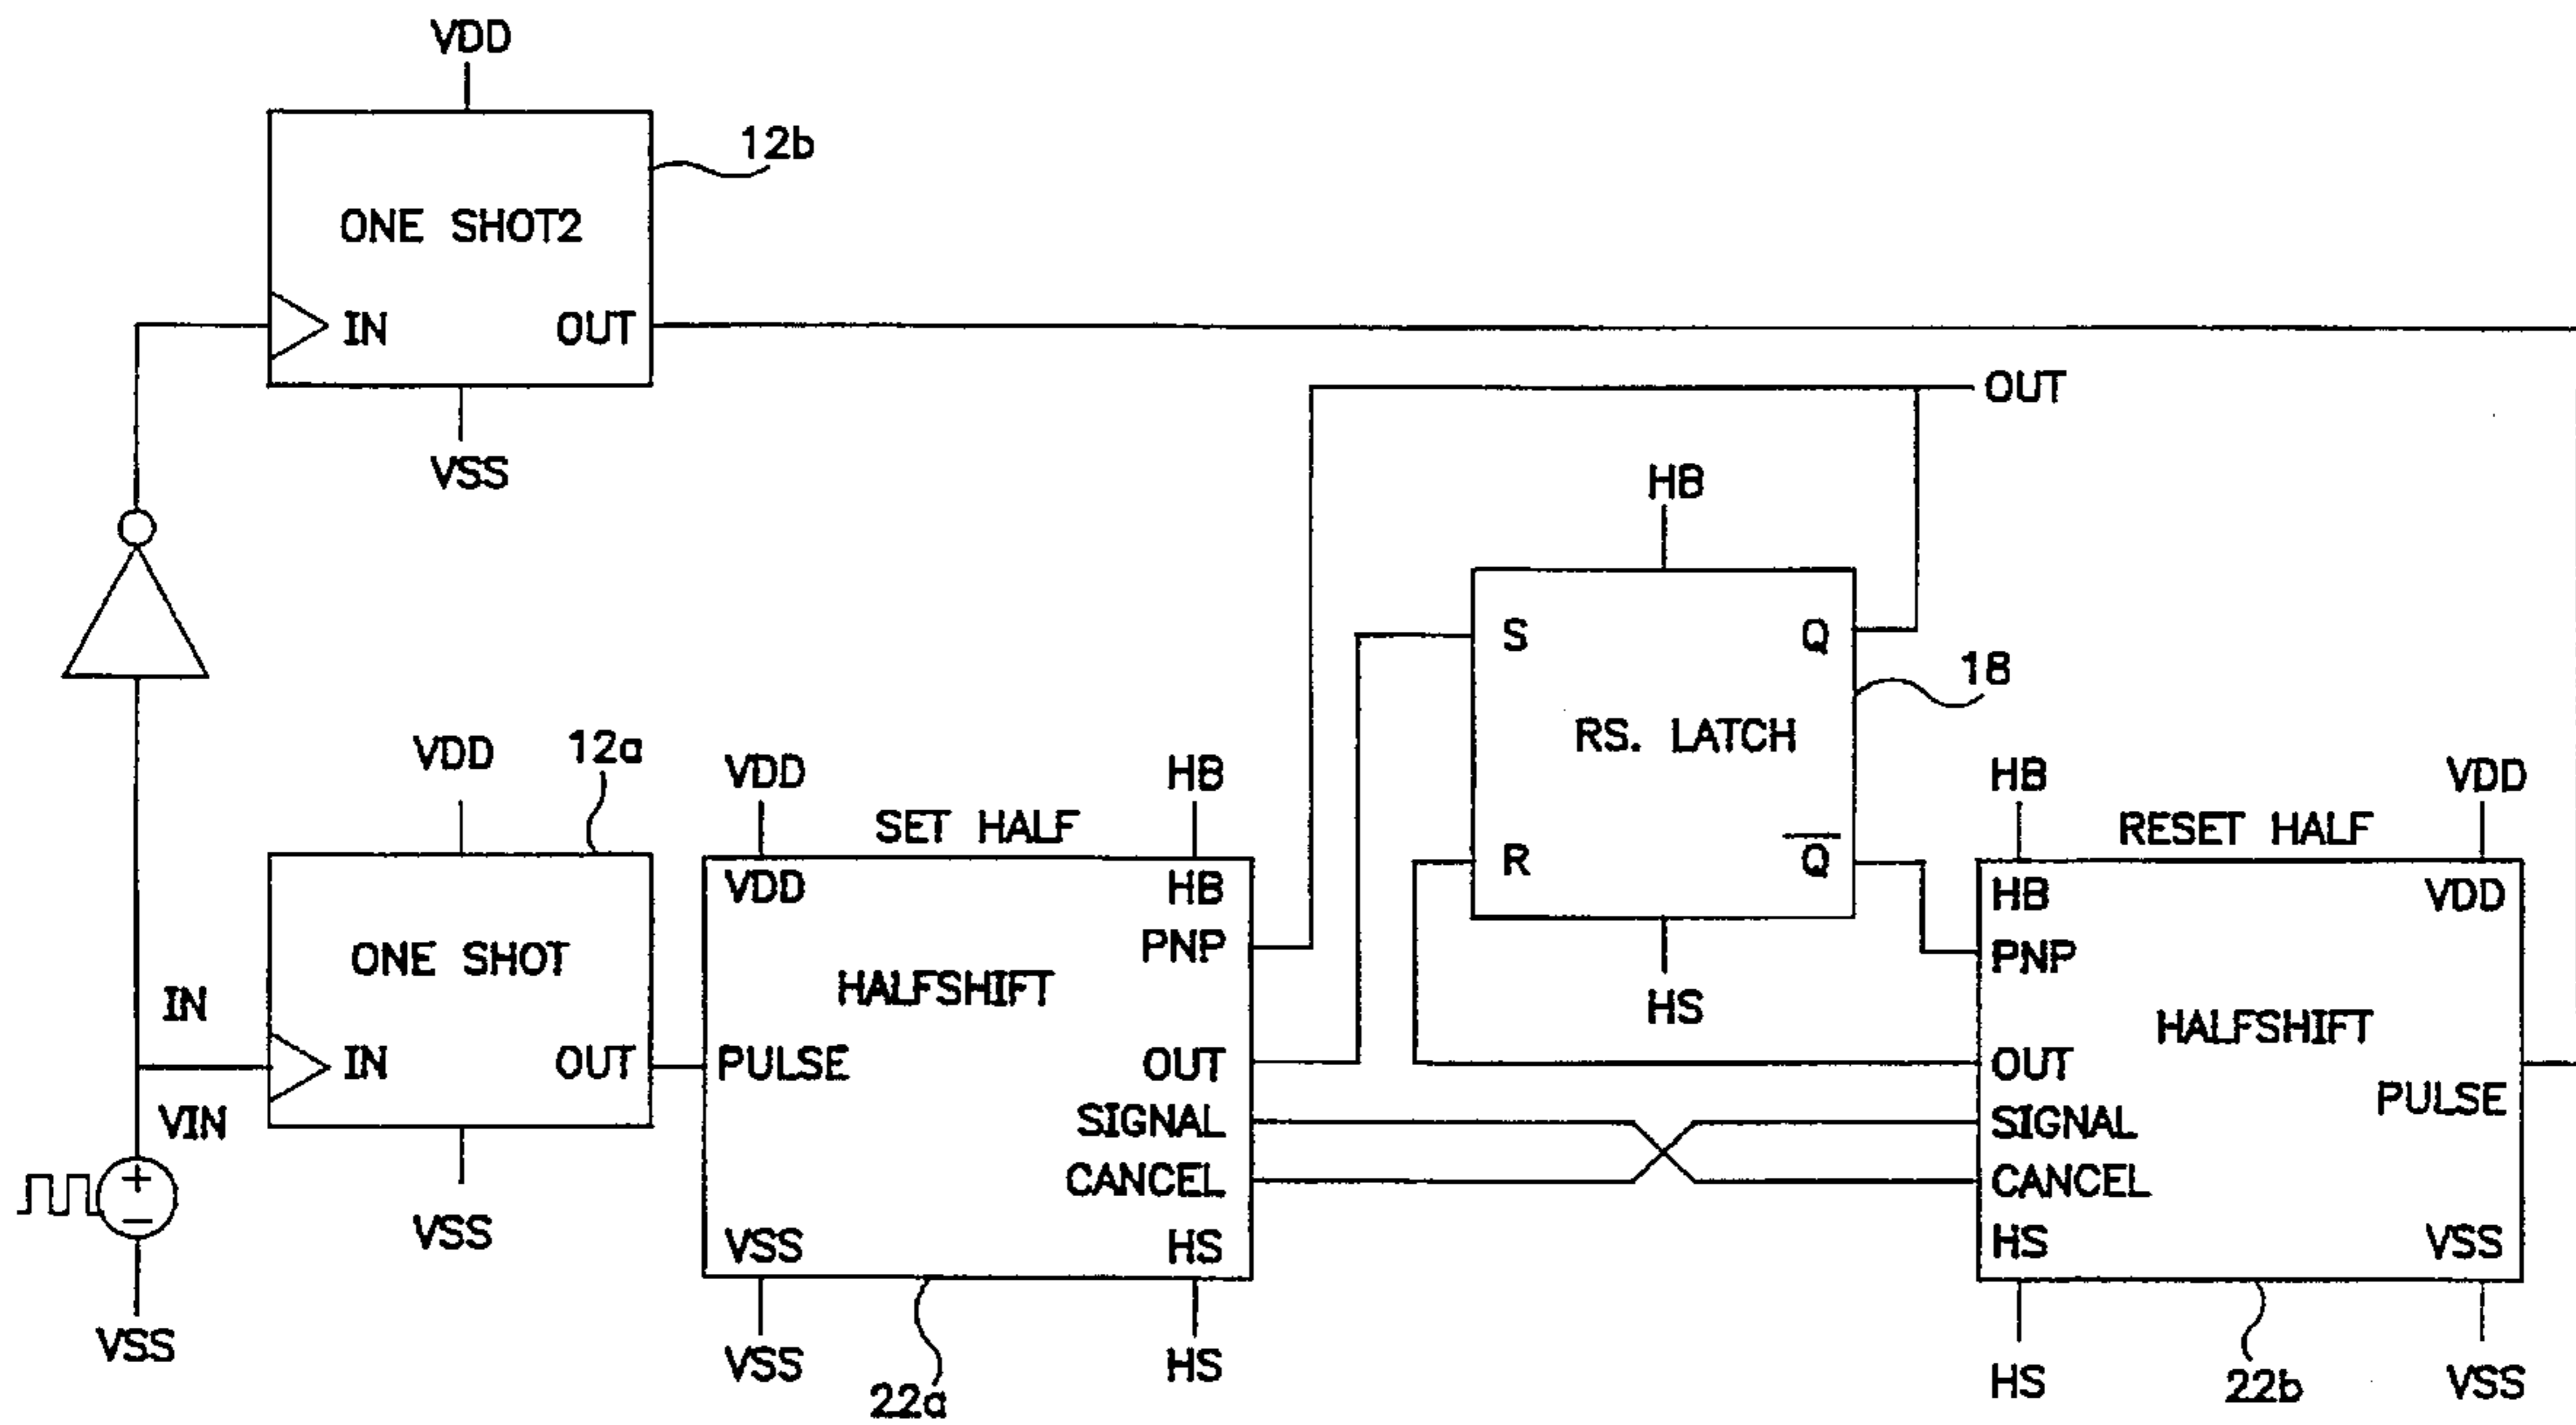 VDD
12b
ONE SHOT2
IN OUT
VSS
OUT
HB
S Q
18
RS. LATCH
R Q̅
HS
VDD
12a
ONE SHOT
IN
IN OUT
VIN
VSS
VSS
VDD
SET HALF
HB
VDD HB
PNP
HALFSHIFT
PULSE OUT
SIGNAL
CANCEL
VSS HS
VSS
22a
HS
HB
RESET HALF
VDD
HB VDD
PNP
HALFSHIFT
OUT
PULSE
SIGNAL
CANCEL
HS VSS
HS
22b
VSS